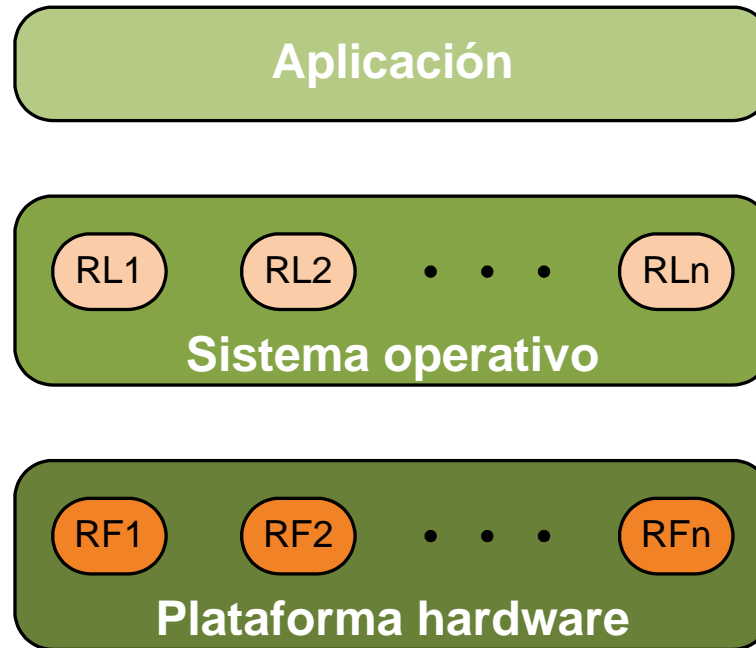 Aplicación
RL1 RL2 • • • RLn
Sistema operativo
RF1 RF2 • • • RFn
Plataforma hardware